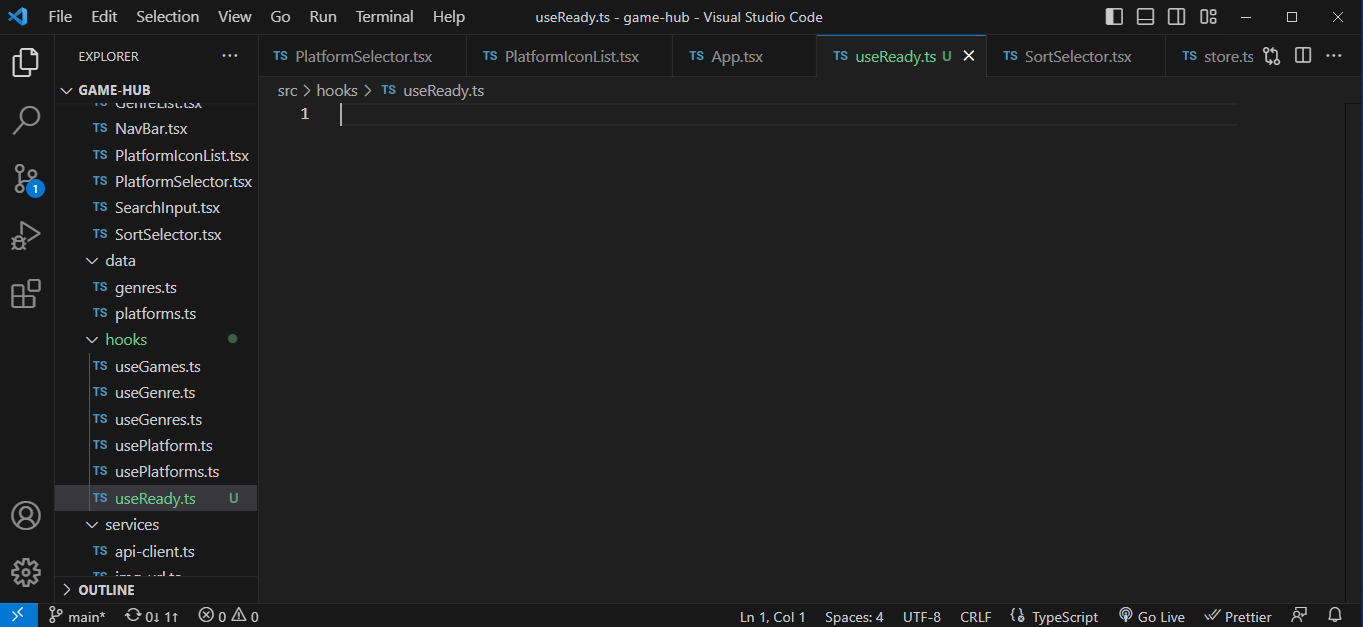 File Edit Selection View Go Run Terminal Help useReady.ts - game-hub - Visual Studio Code
EXPLORER ···
TS PlatformSelector.tsx TS PlatformIconList.tsx TS App.tsx TS useReady.ts U TS SortSelector.tsx TS store.ts ···
GAME-HUB
src > hooks > TS useReady.ts
1
TS GenreList.tsx
TS NavBar.tsx
TS PlatformIconList.tsx
TS PlatformSelector.tsx
TS SearchInput.tsx
TS SortSelector.tsx
data
TS genres.ts
TS platforms.ts
hooks
TS useGames.ts
TS useGenre.ts
TS useGenres.ts
TS usePlatform.ts
TS usePlatforms.ts
TS useReady.ts U
services
TS api-client.ts
TS
OUTLINE
1
main* 0↓ 1↑ 0 0 Ln 1, Col 1 Spaces: 4 UTF-8 CRLF {} TypeScript Go Live Prettier